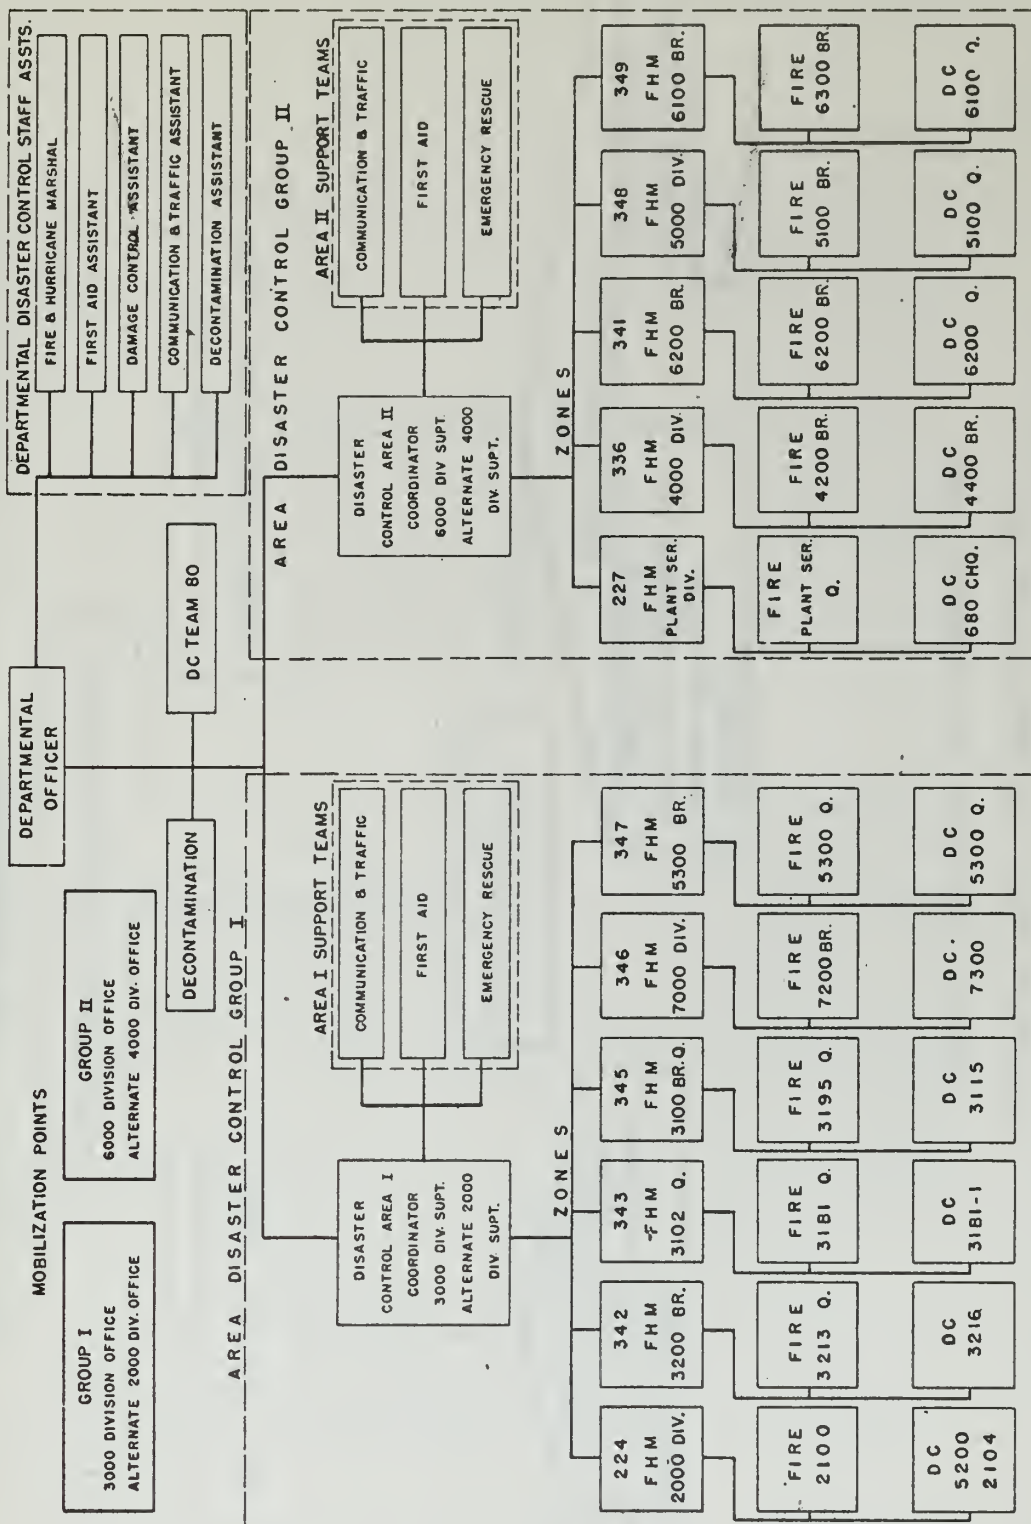 MOBILIZATION POINTS
GROUP I
3000 DIVISION OFFICE
ALTERNATE 2000 DIV. OFFICE
GROUP II
6000 DIVISION OFFICE
ALTERNATE 4000 DIV. OFFICE
DEPARTMENTAL
OFFICER
DECONTAMINATION
DC TEAM 80
DEPARTMENTAL DISASTER CONTROL STAFF ASSTS.
FIRE & HURRICANE MARSHAL
FIRST AID ASSISTANT
DAMAGE CONTROL ASSISTANT
COMMUNICATION & TRAFFIC ASSISTANT
DECONTAMINATION ASSISTANT
AREA DISASTER CONTROL GROUP I
DISASTER
CONTROL AREA I
COORDINATOR
3000 DIV. SUPT.
ALTERNATE 2000
DIV. SUPT.
AREA I SUPPORT TEAMS
COMMUNICATION & TRAFFIC
FIRST AID
EMERGENCY RESCUE
ZONES
224
FHM
2000 DIV.
FIRE
2100
DC
5200
2104
342
FHM
3200 BR.
FIRE
3213 Q.
DC
3216
343
FHM
3102 Q.
FIRE
31B1 Q.
DC
31B1-1
345
FHM
3100 BR.Q.
FIRE
3195 Q.
DC
3115
346
FHM
7000 DIV.
FIRE
7200 BR.
DC.
7300
347
FHM
5300 BR.
FIRE
5300 Q.
DC
5300 Q.
AREA DISASTER CONTROL GROUP II
DISASTER
CONTROL AREA II
COORDINATOR
6000 DIV SUPT.
ALTERNATE 4000
DIV. SUPT.
AREA II SUPPORT TEAMS
COMMUNICATION & TRAFFIC
FIRST AID
EMERGENCY RESCUE
ZONES
227
FHM
PLANT SER.
DIV.
FIRE
PLANT SER.
Q.
DC
680 CHQ.
336
FHM
4000 DIV.
FIRE
4200 BR.
DC
4400 BR.
341
FHM
6200 BR.
FIRE
6200 BR.
DC
6200 Q.
348
FHM
5000 DIV.
FIRE
5100 BR.
DC
5100 Q.
349
FHM
6100 BR.
FIRE
6300 BR.
DC
6100 Q.